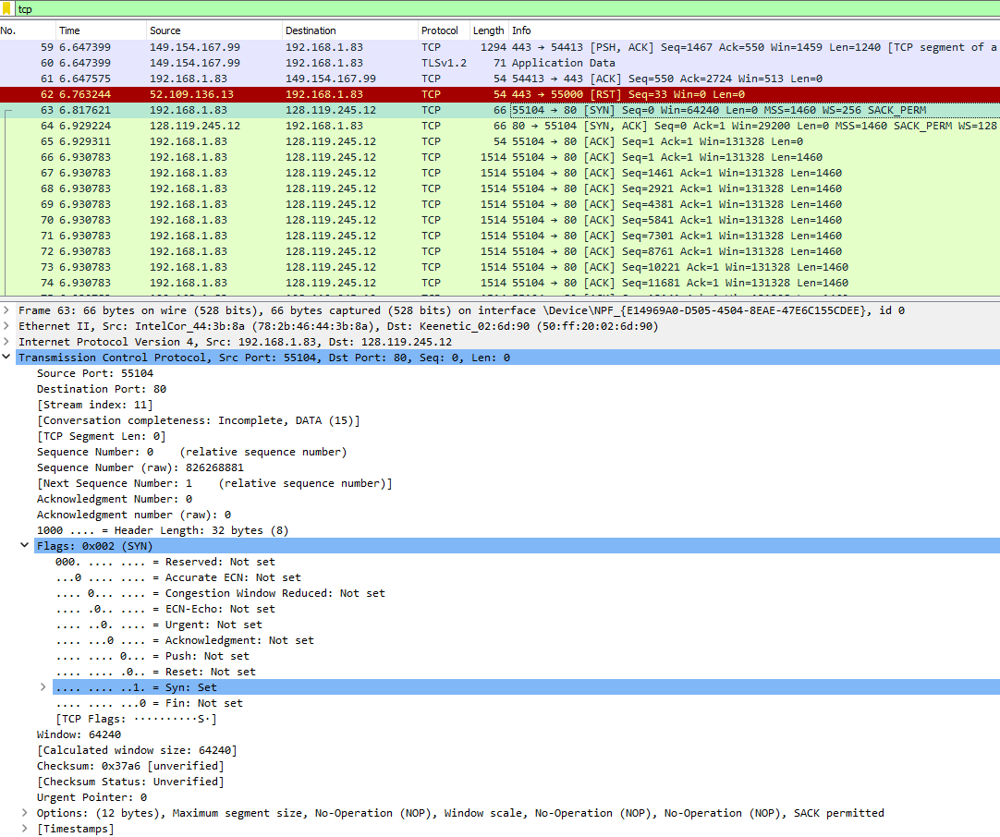 tcp
No. Time Source Destination Protocol Length Info
59 6.647399 149.154.167.99 192.168.1.83 TCP 1294 443 → 54413 [PSH, ACK] Seq=1467 Ack=550 Win=1459 Len=1240 [TCP segment of a
60 6.647399 149.154.167.99 192.168.1.83 TLSv1.2 71 Application Data
61 6.647575 192.168.1.83 149.154.167.99 TCP 54 54413 → 443 [ACK] Seq=550 Ack=2724 Win=513 Len=0
62 6.763244 52.109.136.13 192.168.1.83 TCP 54 443 → 55000 [RST] Seq=33 Win=0 Len=0
63 6.817621 192.168.1.83 128.119.245.12 TCP 66 55104 → 80 [SYN] Seq=0 Win=64240 Len=0 MSS=1460 WS=256 SACK_PERM
64 6.929224 128.119.245.12 192.168.1.83 TCP 66 80 → 55104 [SYN, ACK] Seq=0 Ack=1 Win=29200 Len=0 MSS=1460 SACK_PERM WS=128
65 6.929311 192.168.1.83 128.119.245.12 TCP 54 55104 → 80 [ACK] Seq=1 Ack=1 Win=131328 Len=0
66 6.930783 192.168.1.83 128.119.245.12 TCP 1514 55104 → 80 [ACK] Seq=1 Ack=1 Win=131328 Len=1460
67 6.930783 192.168.1.83 128.119.245.12 TCP 1514 55104 → 80 [ACK] Seq=1461 Ack=1 Win=131328 Len=1460
68 6.930783 192.168.1.83 128.119.245.12 TCP 1514 55104 → 80 [ACK] Seq=2921 Ack=1 Win=131328 Len=1460
69 6.930783 192.168.1.83 128.119.245.12 TCP 1514 55104 → 80 [ACK] Seq=4381 Ack=1 Win=131328 Len=1460
70 6.930783 192.168.1.83 128.119.245.12 TCP 1514 55104 → 80 [ACK] Seq=5841 Ack=1 Win=131328 Len=1460
71 6.930783 192.168.1.83 128.119.245.12 TCP 1514 55104 → 80 [ACK] Seq=7301 Ack=1 Win=131328 Len=1460
72 6.930783 192.168.1.83 128.119.245.12 TCP 1514 55104 → 80 [ACK] Seq=8761 Ack=1 Win=131328 Len=1460
73 6.930783 192.168.1.83 128.119.245.12 TCP 1514 55104 → 80 [ACK] Seq=10221 Ack=1 Win=131328 Len=1460
74 6.930783 192.168.1.83 128.119.245.12 TCP 1514 55104 → 80 [ACK] Seq=11681 Ack=1 Win=131328 Len=1460
Frame 63: 66 bytes on wire (528 bits), 66 bytes captured (528 bits) on interface \Device\NPF_{E14969A0-D505-4504-8EAE-47E6C155CDEE}, id 0
Ethernet II, Src: IntelCor_44:3b:8a (78:2b:46:44:3b:8a), Dst: Keenetic_02:6d:90 (50:ff:20:02:6d:90)
Internet Protocol Version 4, Src: 192.168.1.83, Dst: 128.119.245.12
Transmission Control Protocol, Src Port: 55104, Dst Port: 80, Seq: 0, Len: 0
Source Port: 55104
Destination Port: 80
[Stream index: 11]
[Conversation completeness: Incomplete, DATA (15)]
[TCP Segment Len: 0]
Sequence Number: 0 (relative sequence number)
Sequence Number (raw): 826268881
[Next Sequence Number: 1 (relative sequence number)]
Acknowledgment Number: 0
Acknowledgment number (raw): 0
1000 .... = Header Length: 32 bytes (8)
Flags: 0x002 (SYN)
000. .... .... = Reserved: Not set
...0 .... .... = Accurate ECN: Not set
.... 0... .... = Congestion Window Reduced: Not set
.... .0.. .... = ECN-Echo: Not set
.... ..0. .... = Urgent: Not set
.... ...0 .... = Acknowledgment: Not set
.... .... 0... = Push: Not set
.... .... .0.. = Reset: Not set
.... .... ..1. = Syn: Set
.... .... ...0 = Fin: Not set
[TCP Flags: ··········S·]
Window: 64240
[Calculated window size: 64240]
Checksum: 0x37a6 [unverified]
[Checksum Status: Unverified]
Urgent Pointer: 0
Options: (12 bytes), Maximum segment size, No-Operation (NOP), Window scale, No-Operation (NOP), No-Operation (NOP), SACK permitted
[Timestamps]